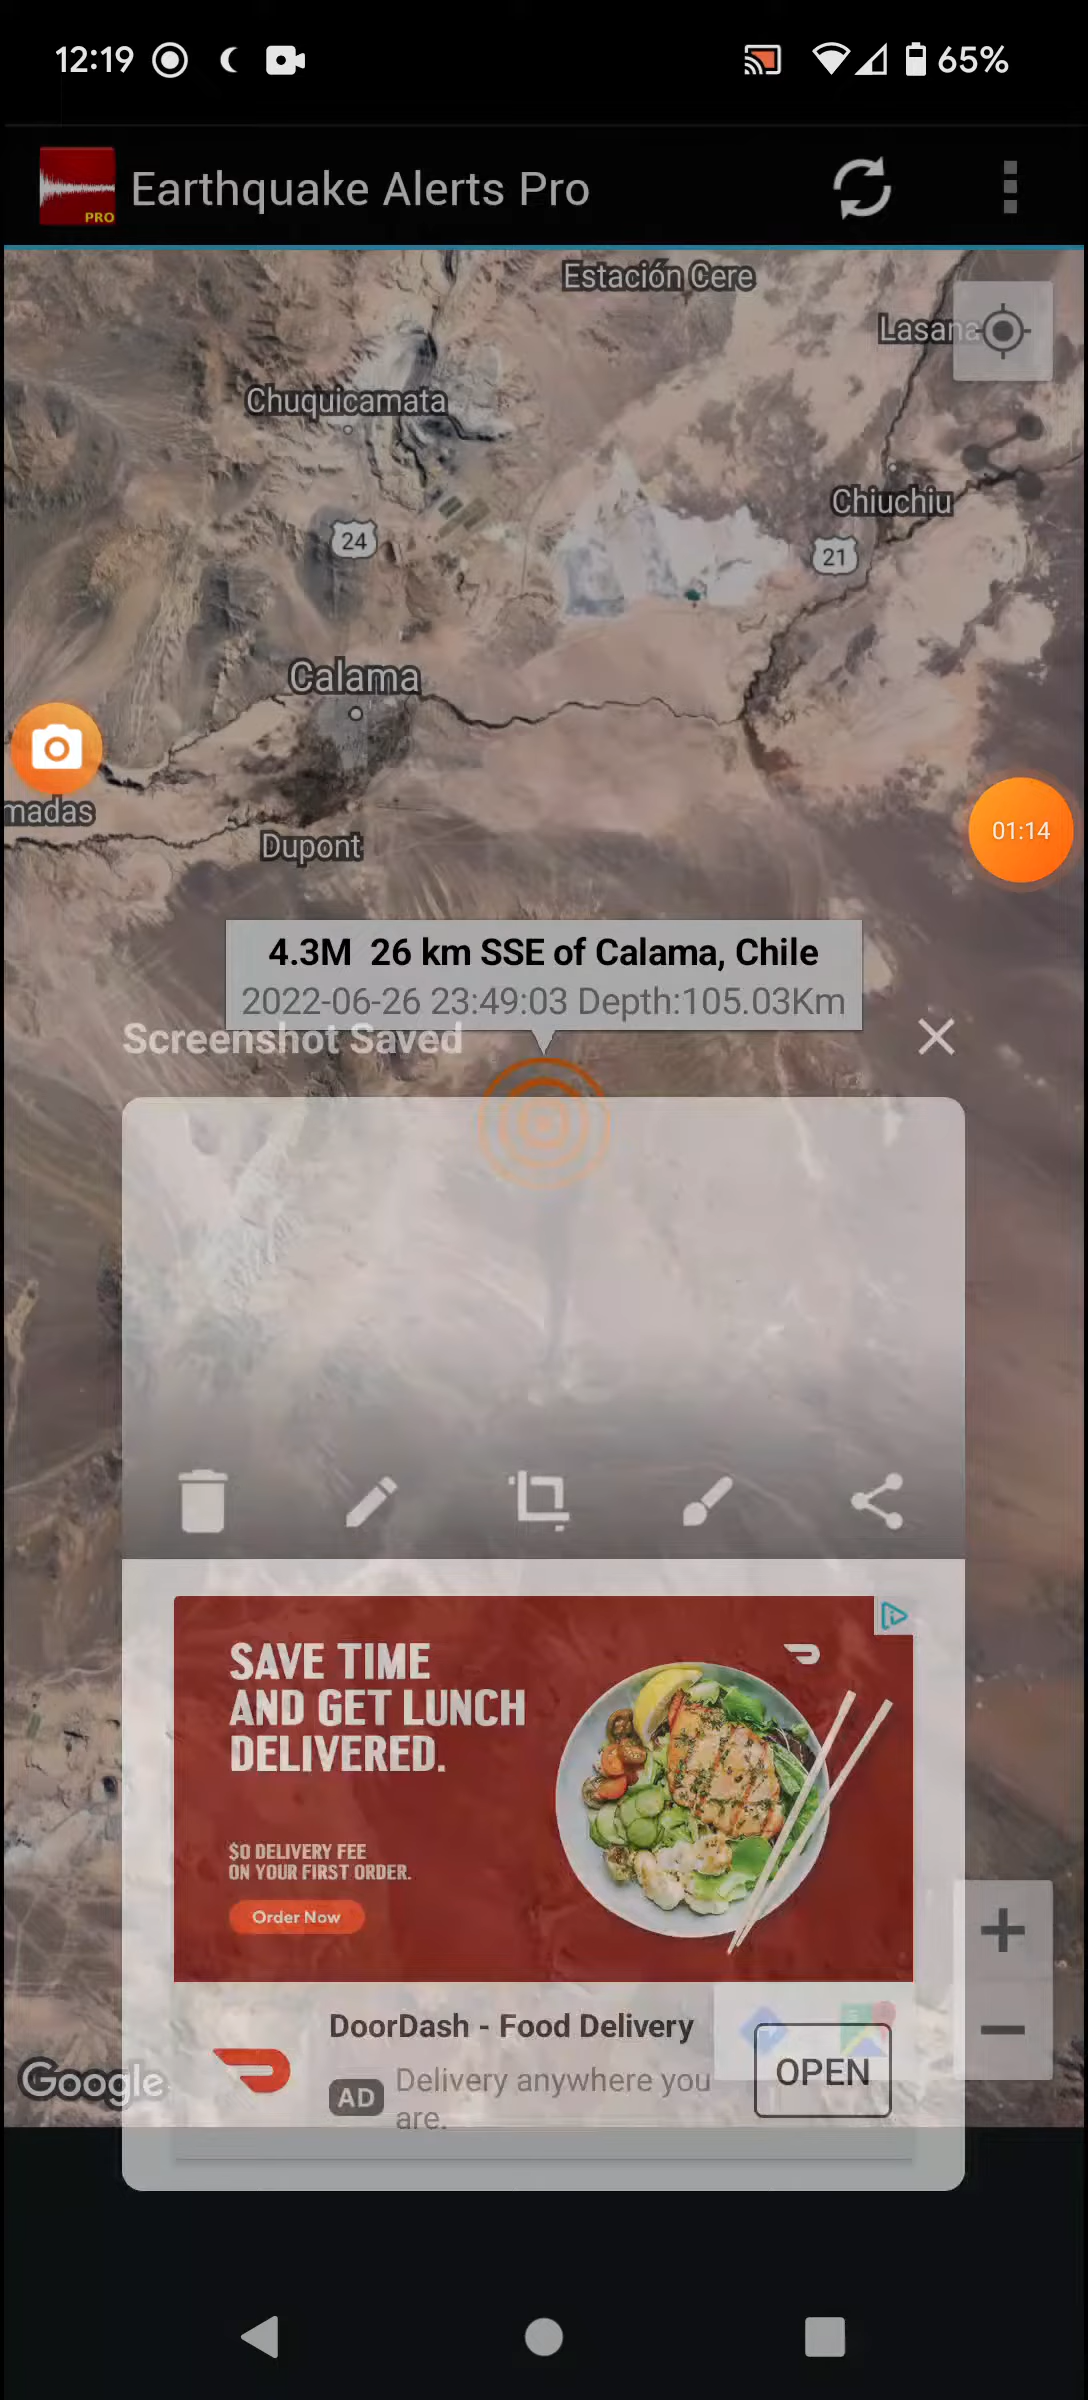 12:19
65%
PRO
Earthquake Alerts Pro
Estación Cere
Lasana
Chuquicamata
Chiuchiu
24
21
Calama
madas
01:14
Dupont
4.3M 26 km SSE of Calama, Chile
2022-06-26 23:49:03 Depth:105.03Km
Screenshot Saved
SAVE TIME
AND GET LUNCH
DELIVERED.
$0 DELIVERY FEE
ON YOUR FIRST ORDER.
Order Now
DoorDash - Food Delivery
AD
Delivery anywhere you
are.
OPEN
Google